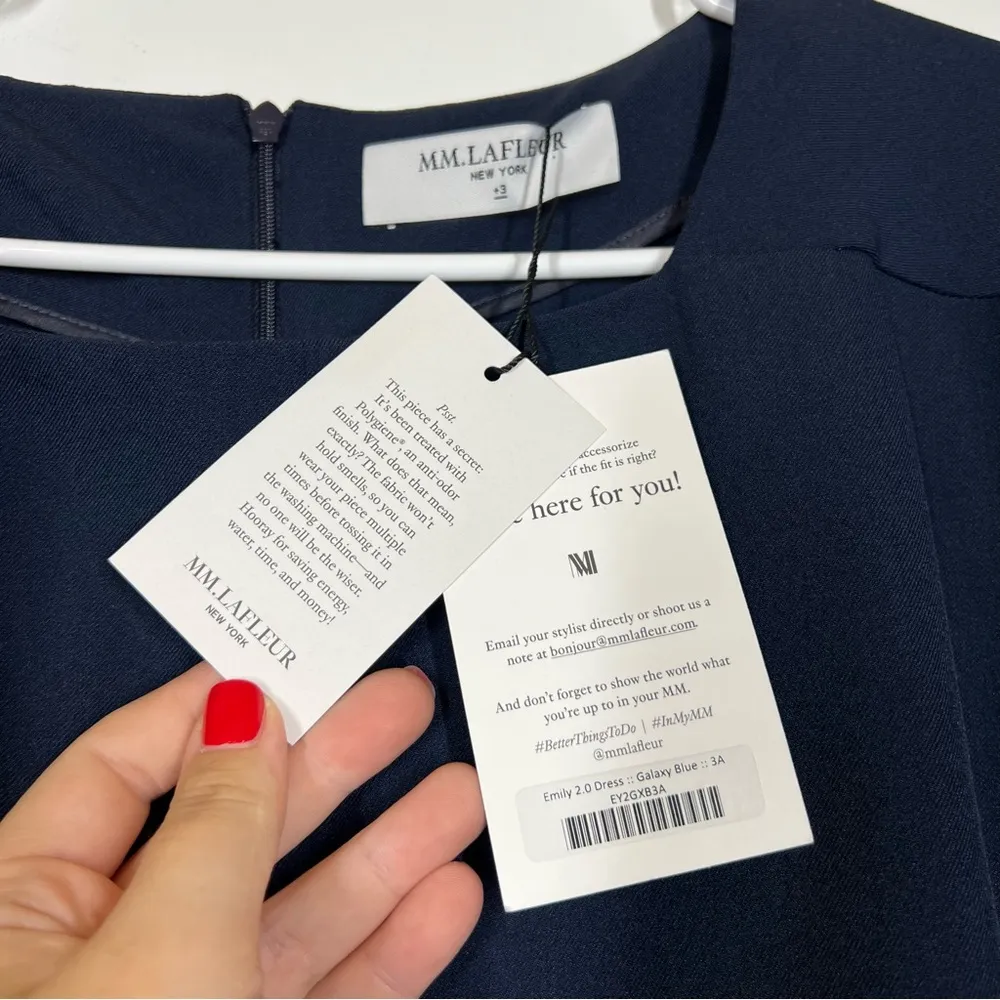 MM.LAFLEUR
NEW YORK
+3
Psst.
This piece has a secret:
It's been treated with
Polygiene®, an anti-odor
finish. What does that mean,
exactly? The fabric won't
hold smells, so you can
wear your piece multiple
times before tossing it in
the washing machine—and
no one will be the wiser.
Hooray for saving energy,
water, time, and money!
MM.LAFLEUR
NEW YORK
accessorize
if the fit is right?
here for you!
MM
Email your stylist directly or shoot us a
note at bonjour@mmlafleur.com.
And don't forget to show the world what
you're up to in your MM.
#BetterThingsToDo | #InMyMM
@mmlafleur
Emily 2.0 Dress :: Galaxy Blue :: 3A
EY2GXB3A